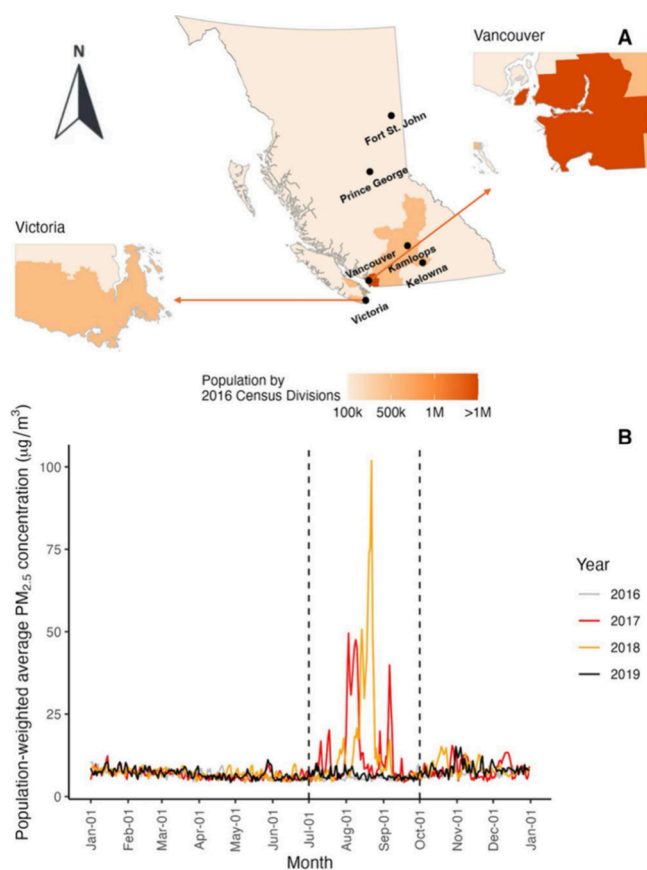 Vancouver
A
N
Fort St. John
Prince George
Victoria
Vancouver
Kamloops
Kelowna
Victoria
Population by
2016 Census Divisions
100k 500k 1M >1M
B
Population-weighted average PM2.5 concentration (μg/m³)
100
75
50
25
0
Jan-01 Feb-01 Mar-01 Apr-01 May-01 Jun-01 Jul-01 Aug-01 Sep-01 Oct-01 Nov-01 Dec-01 Jan-01
Month
Year
2016
2017
2018
2019